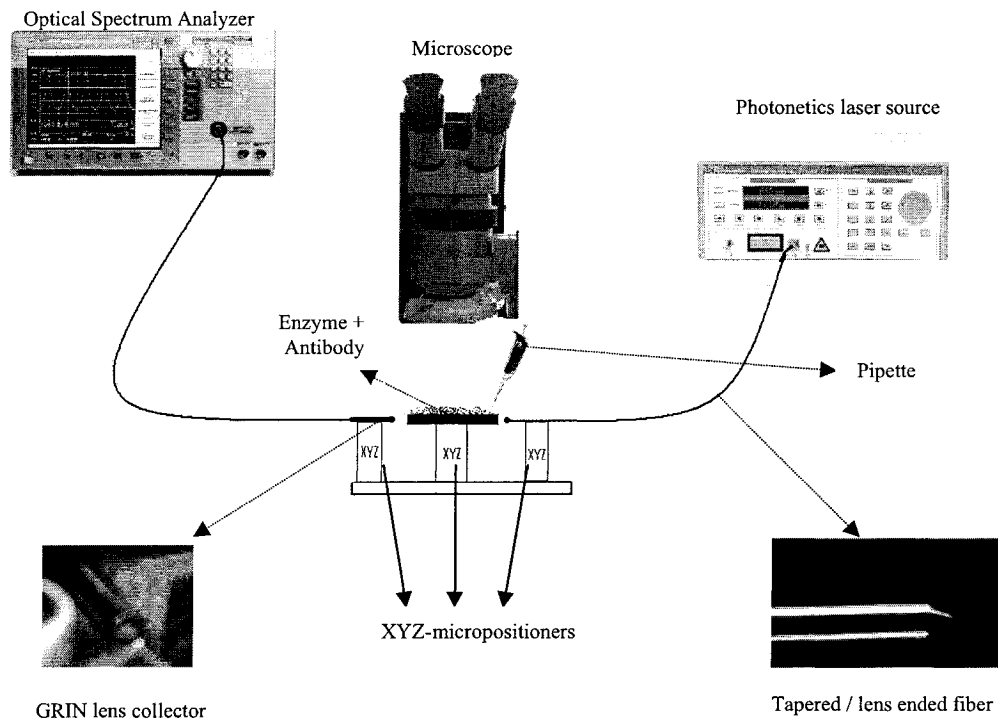 Optical Spectrum Analyzer
Microscope
Photonetics laser source
Enzyme +
Antibody
Pipette
XYZ
XYZ
XYZ
XYZ-micropositioners
GRIN lens collector
Tapered / lens ended fiber